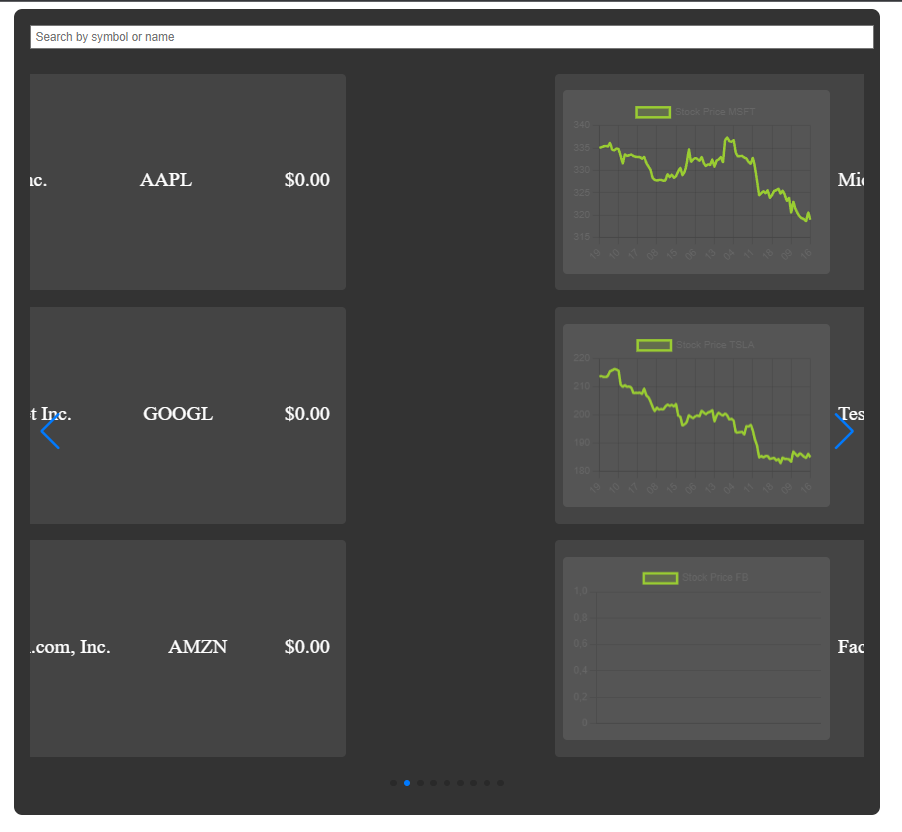 Search by symbol or name
nc. AAPL $0.00
Stock Price MSFT
340
335
330
325
320
315
19 10 17 08 15 06 13 04 11 18 09 16
Mic
t Inc. GOOGL $0.00
Stock Price TSLA
220
210
200
190
180
19 10 17 08 15 06 13 04 11 18 09 16
Tes
.com, Inc. AMZN $0.00
Stock Price FB
1.0
0.8
0.6
0.4
0.2
0
Fac